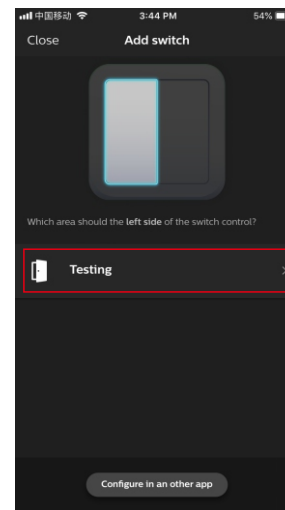 中国移动 3:44 PM 54%
Close Add switch
Which area should the left side of the switch control?
Testing
Configure in an other app